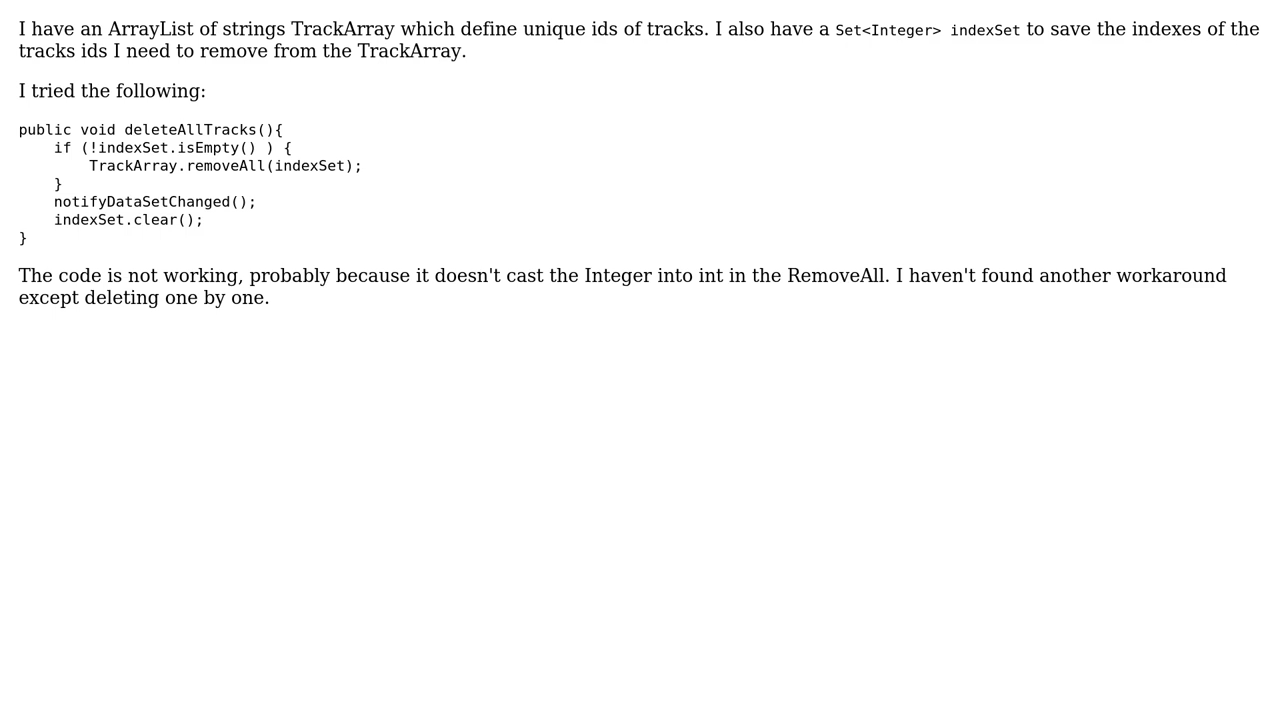 I have an ArrayList of strings TrackArray which define unique ids of tracks. I also have a Set<Integer> indexSet to save the indexes of the
tracks ids I need to remove from the TrackArray.
I tried the following:
public void deleteAllTracks(){
    if (!indexSet.isEmpty() ) {
        TrackArray.removeAll(indexSet);
    }
    notifyDataSetChanged();
    indexSet.clear();
}
The code is not working, probably because it doesn't cast the Integer into int in the RemoveAll. I haven't found another workaround
except deleting one by one.